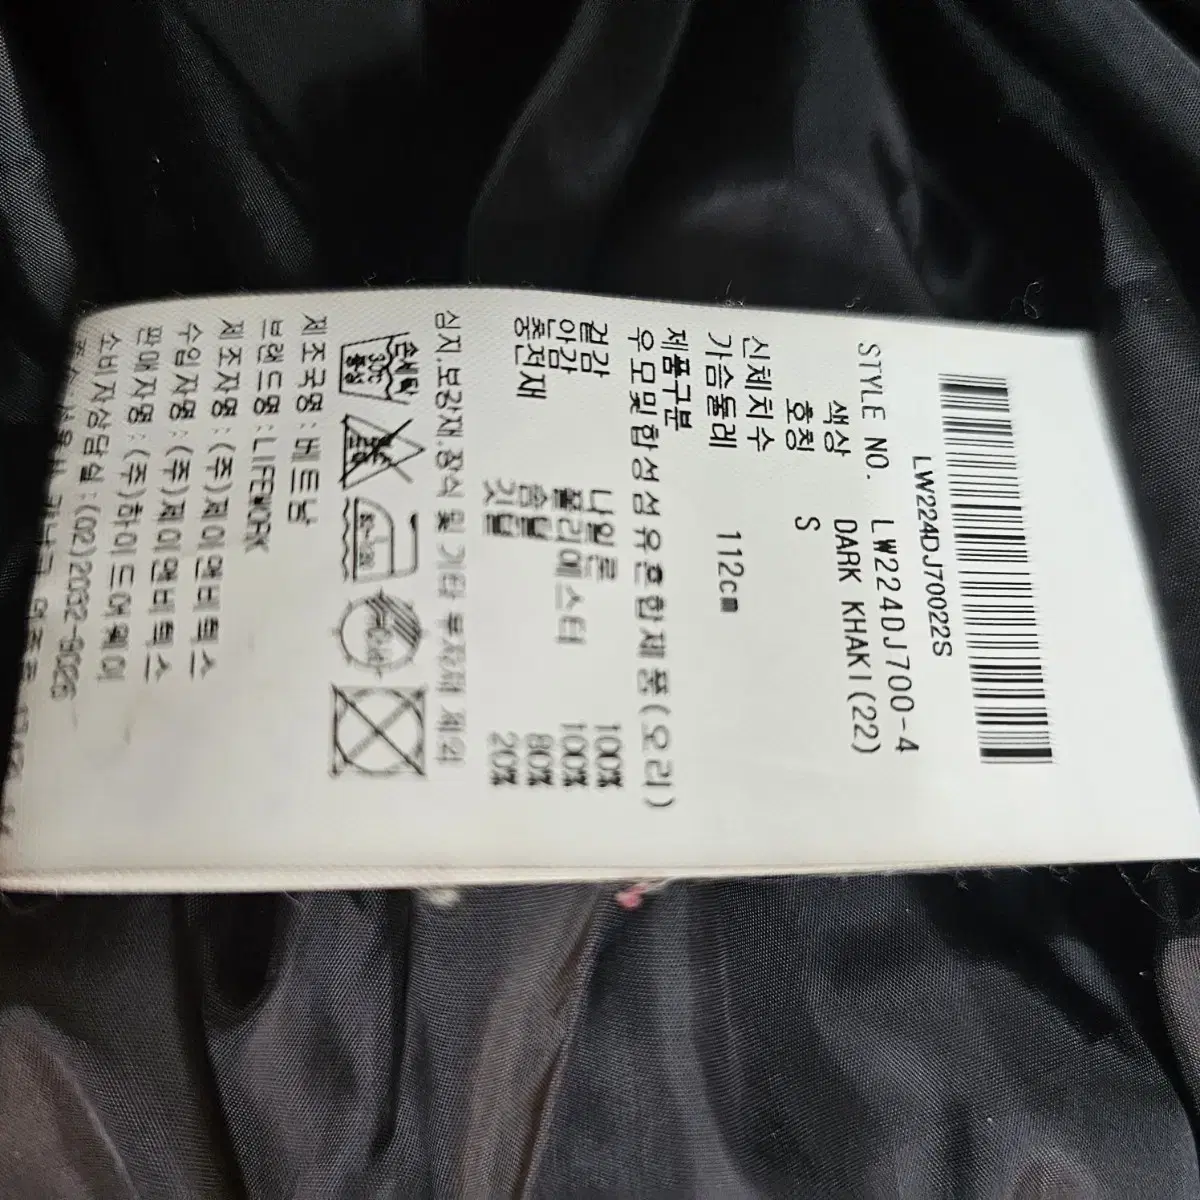 LW224DJ70022S
STYLE NO. LW224DJ700-4
색상 DARK KHAKI(22)
호칭 S
신체치수
가슴둘레 112cm
제품구분
우모및합성섬유혼합제품(오리)
겉감 나일론 100%
안감 폴리에스터 100%
충전재 솜털 80%
깃털 20%
심지.보강재.장식 및 기타 부자재 제외
손세탁
30℃
중성
제조국명:베트남
브랜드명:LIFEWORK
제조자명:(주)제이앤비텍스
수입자명:(주)제이앤비텍스
판매자명:(주)하이드어웨이
소비자상담실:(02)2032-8026